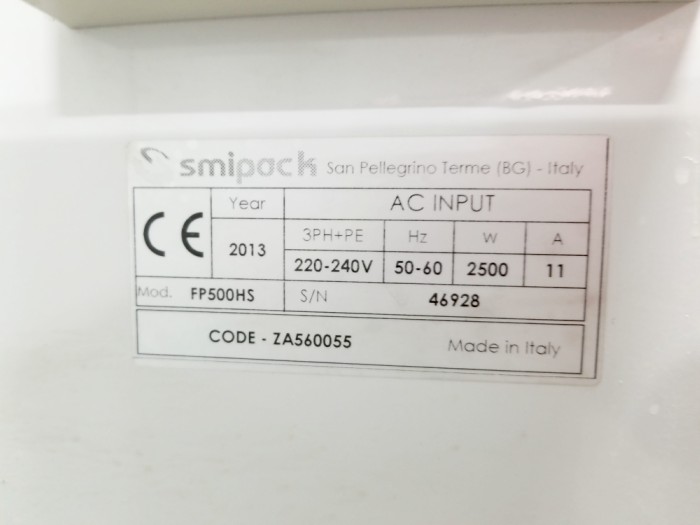 smipack San Pellegrino Terme (BG) - Italy
CE Year AC INPUT
2013 3PH+PE Hz W A
220-240V 50-60 2500 11
Mod. FP500HS S/N 46928
CODE - ZA560055 Made in Italy